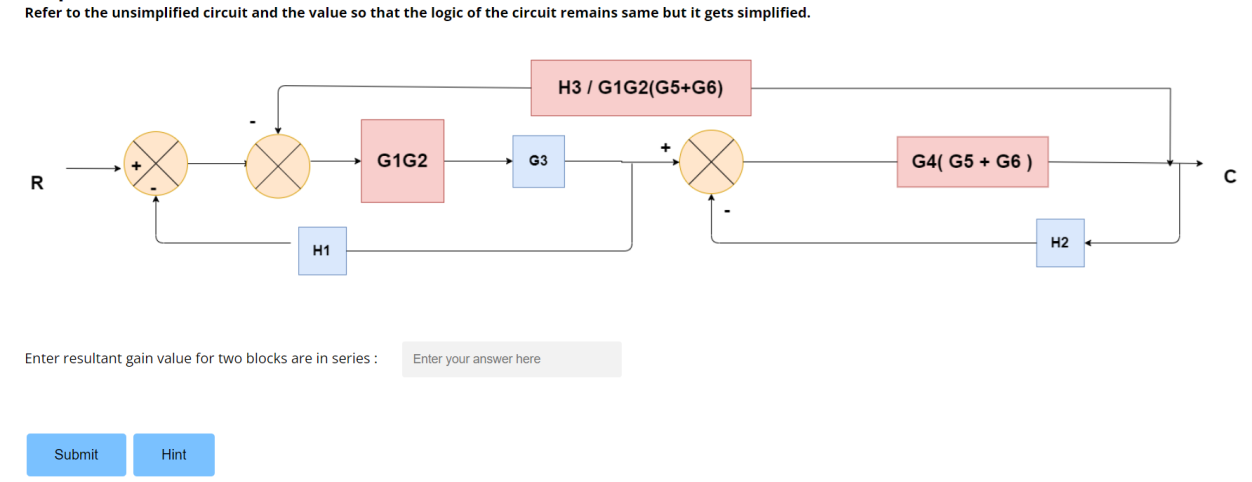 Refer to the unsimplified circuit and the value so that the logic of the circuit remains same but it gets simplified.
H3 / G1G2(G5+G6)
-
+
G1G2
G3
+
G4( G5 + G6 )
R
-
C
-
H1
H2
Enter resultant gain value for two blocks are in series :
Enter your answer here
Submit
Hint